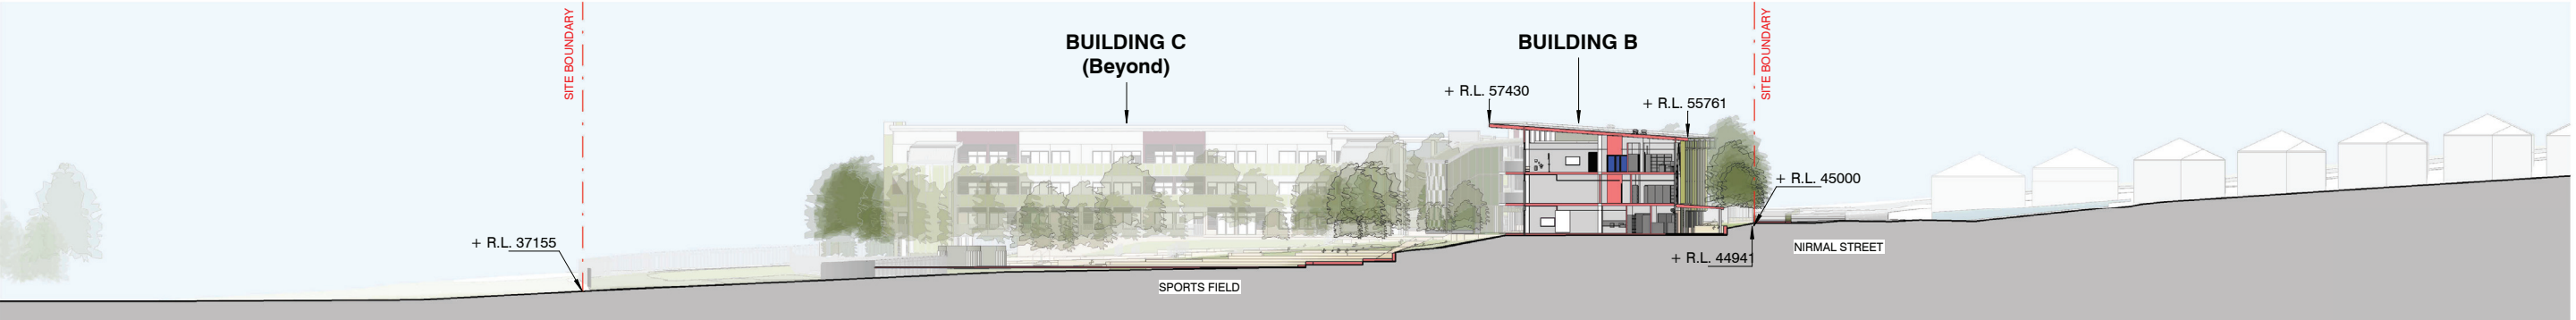 SITE BOUNDARY
BUILDING C
(Beyond)
BUILDING B
SITE BOUNDARY
+ R.L. 57430
+ R.L. 55761
+ R.L. 45000
+ R.L. 37155
NIRMAL STREET
+ R.L. 44941
SPORTS FIELD